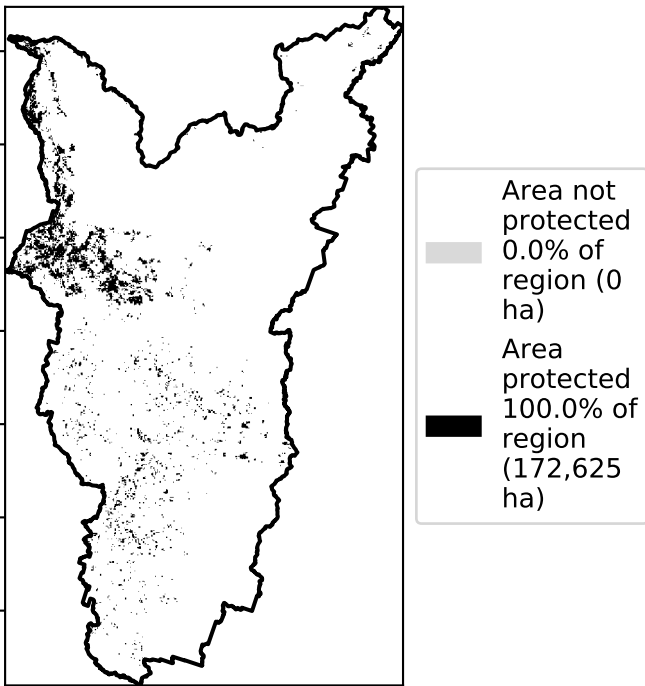 Area not
protected
0.0% of
region (0
ha)
Area
protected
100.0% of
region
(172,625
ha)